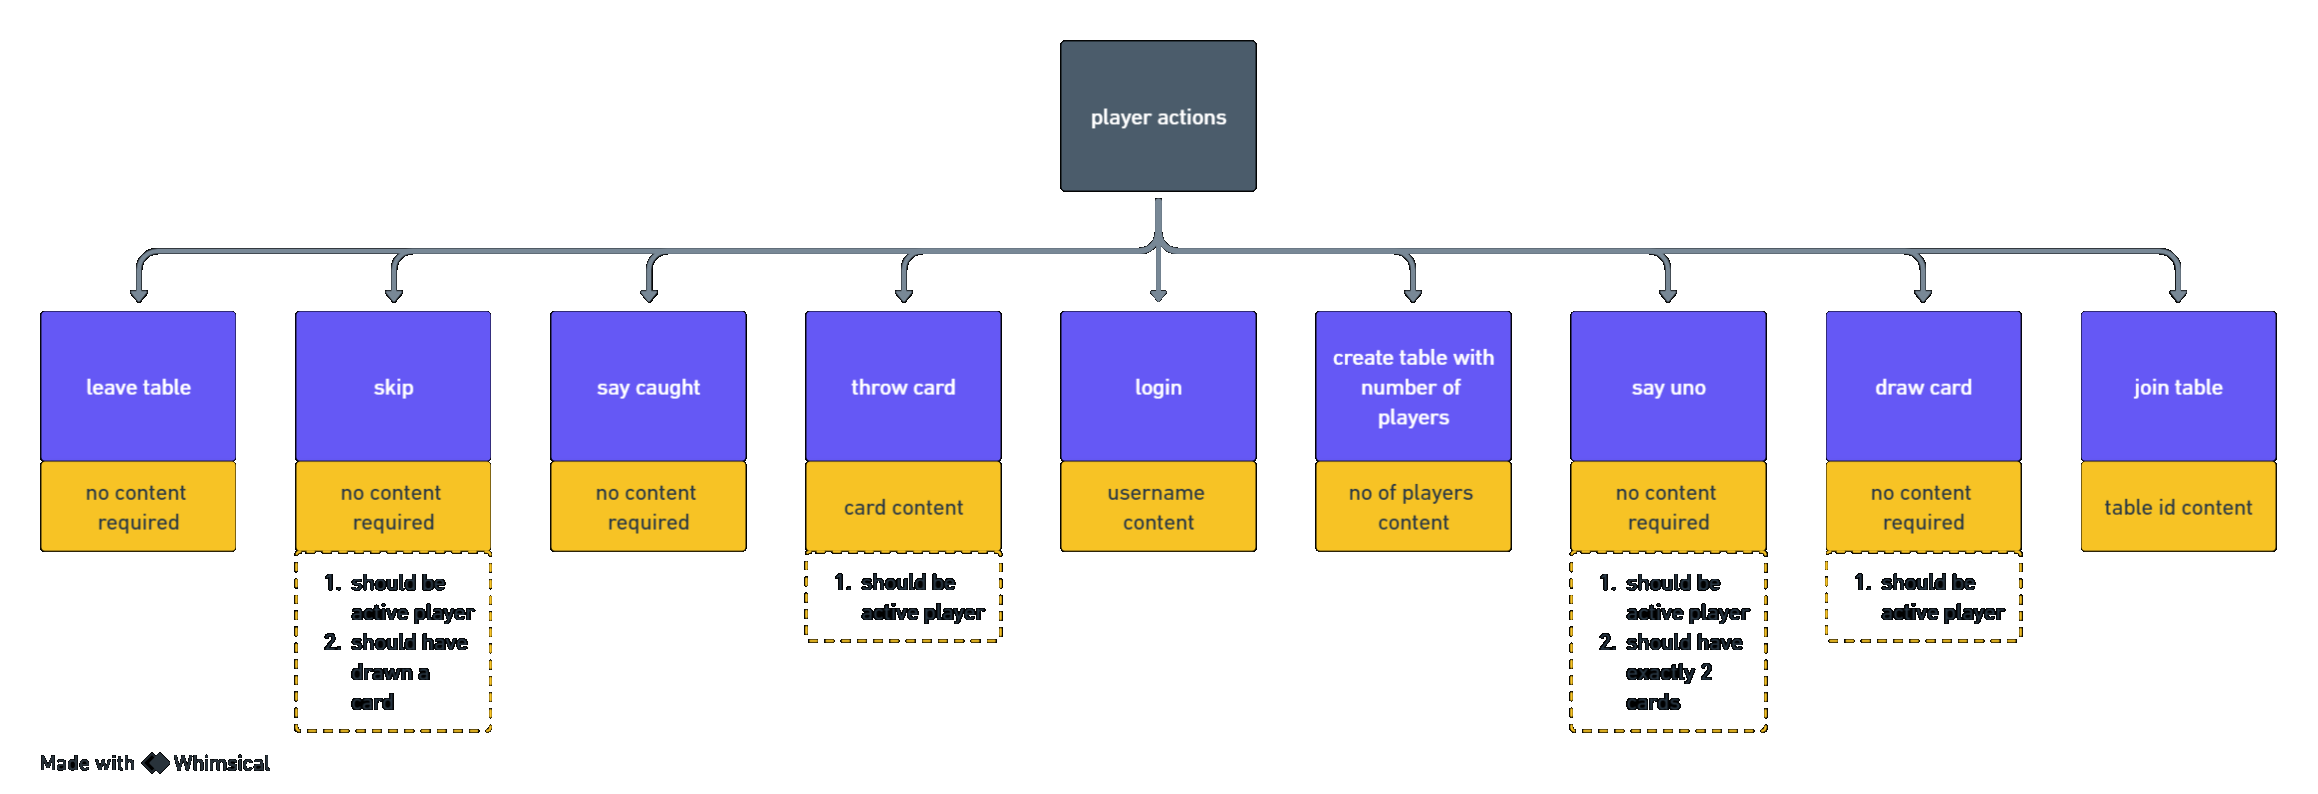 player actions
leave table
no content
required
skip
no content
required
1. should be
active player
2. should have
drawn a
card
say caught
no content
required
throw card
card content
1. should be
active player
login
username
content
create table with
number of
players
no of players
content
say uno
no content
required
1. should be
active player
2. should have
exactly 2
cards
draw card
no content
required
1. should be
active player
join table
table id content
Made with Whimsical